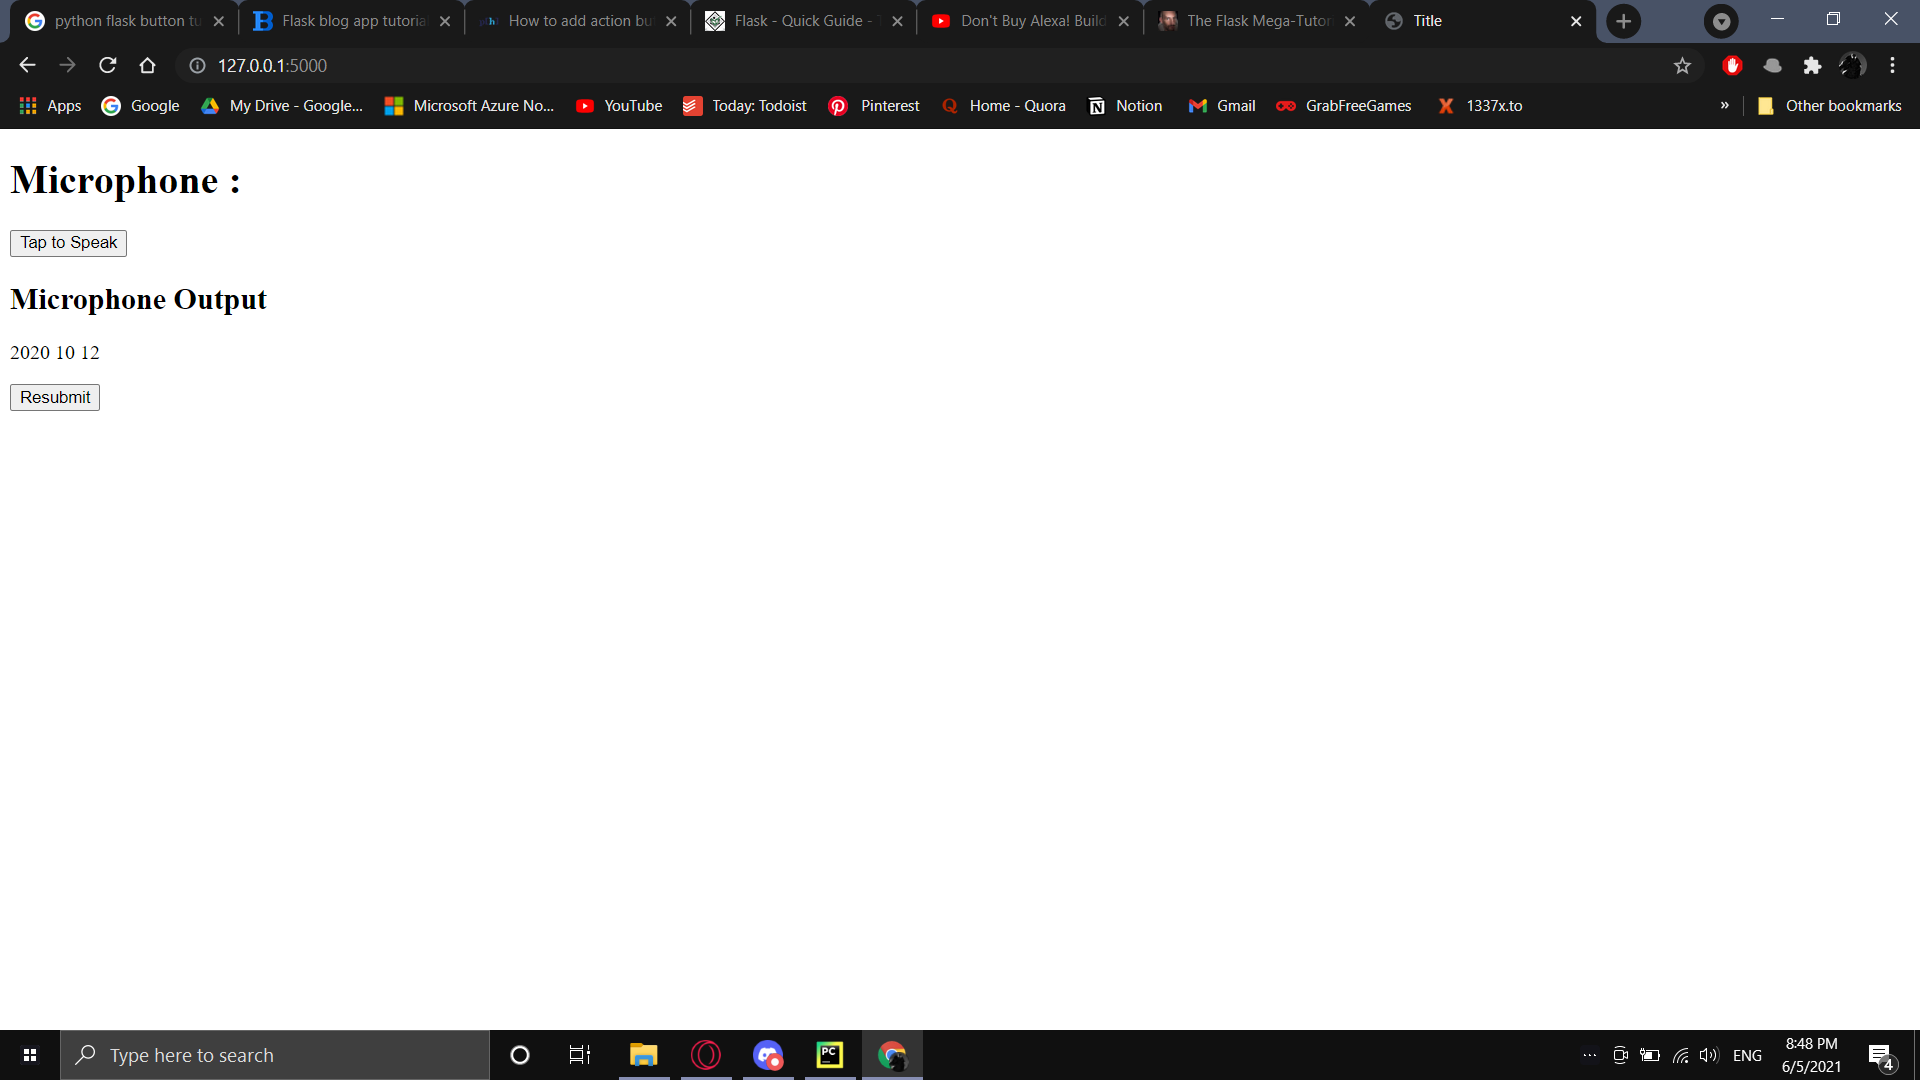 python flask button tu
Flask blog app tutoria
How to add action bu
Flask - Quick Guide -
Don't Buy Alexa! Build
The Flask Mega-Tutor
Title
127.0.0.1:5000
Apps
Google
My Drive - Google...
Microsoft Azure No...
YouTube
Today: Todoist
Pinterest
Home - Quora
Notion
Gmail
GrabFreeGames
1337x.to
»
Other bookmarks
Microphone :
Tap to Speak
Microphone Output
2020 10 12
Resubmit
Type here to search
PC
ENG
8:48 PM
6/5/2021
4